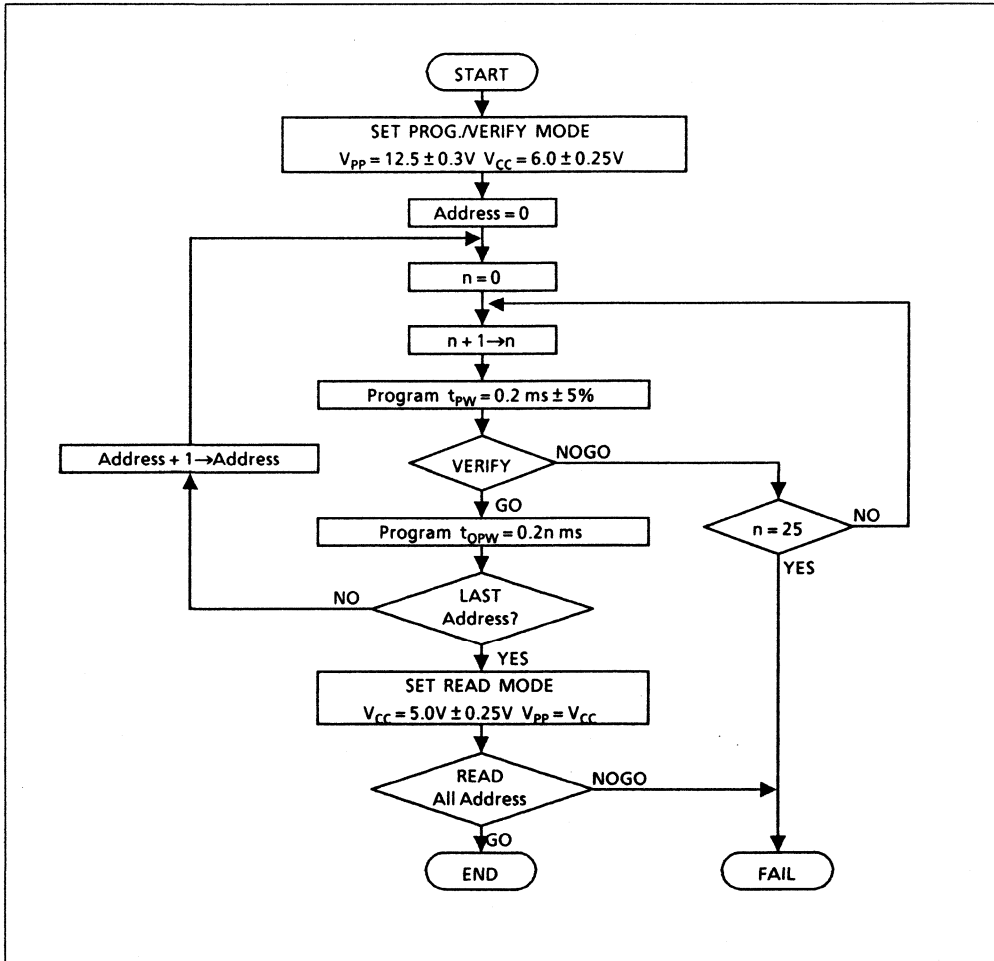 START
SET PROG./VERIFY MODE
V_PP = 12.5 ± 0.3V V_CC = 6.0 ± 0.25V
Address = 0
n = 0
n + 1→n
Program t_PW = 0.2 ms ± 5%
Address + 1→Address
VERIFY
NOGO
GO
n = 25
NO
YES
Program t_OPW = 0.2n ms
NO
LAST
Address?
YES
SET READ MODE
V_CC = 5.0V ± 0.25V V_PP = V_CC
READ
All Address
NOGO
GO
END
FAIL